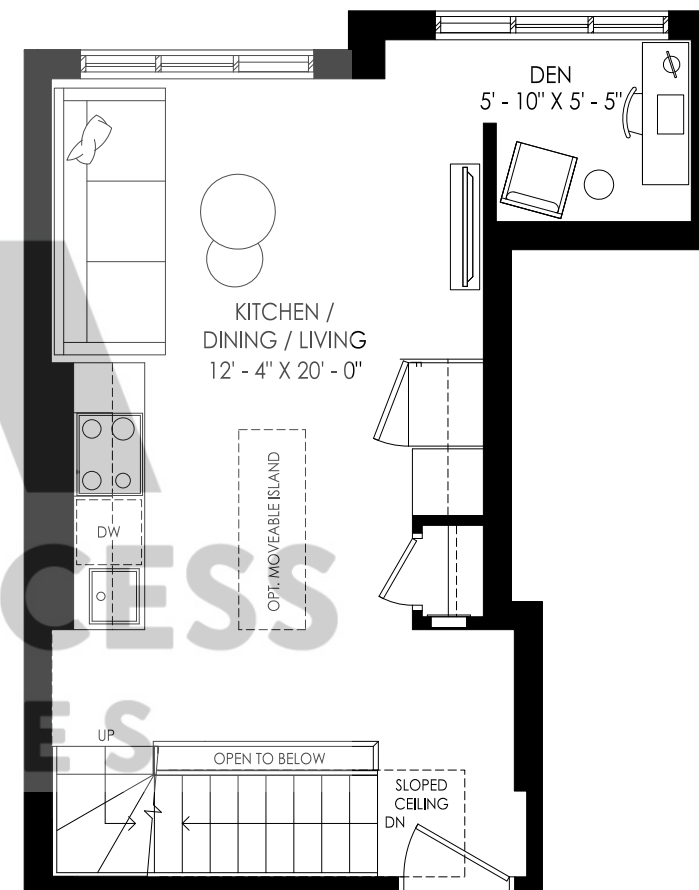 DEN
5' - 10" X 5' - 5"
KITCHEN /
DINING / LIVING
12' - 4" X 20' - 0"
OPT. MOVEABLE ISLAND
DW
CESS
UP
E S
OPEN TO BELOW
SLOPED
CEILING
DN